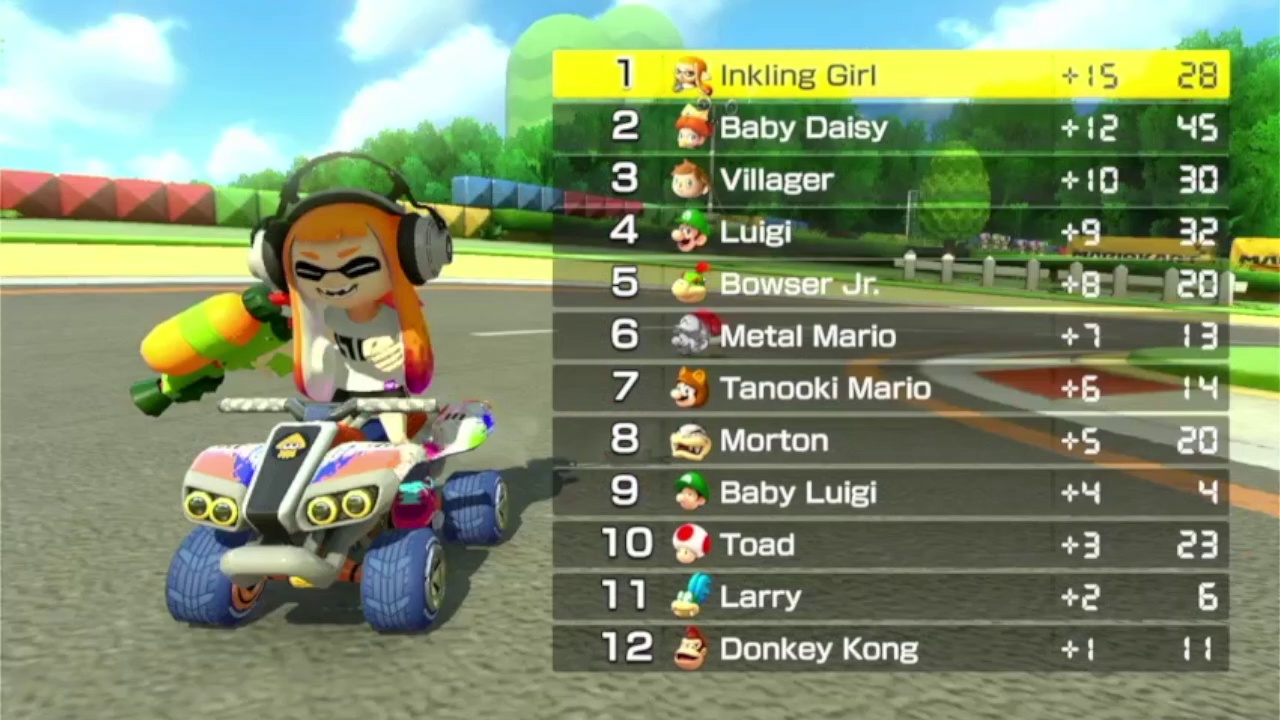 1 Inkling Girl +15 28
2 Baby Daisy +12 45
3 Villager +10 30
4 Luigi +9 32
5 Bowser Jr. +8 20
6 Metal Mario +7 13
7 Tanooki Mario +6 14
8 Morton +5 20
9 Baby Luigi +4 4
10 Toad +3 23
11 Larry +2 6
12 Donkey Kong +1 11
MARIOKART